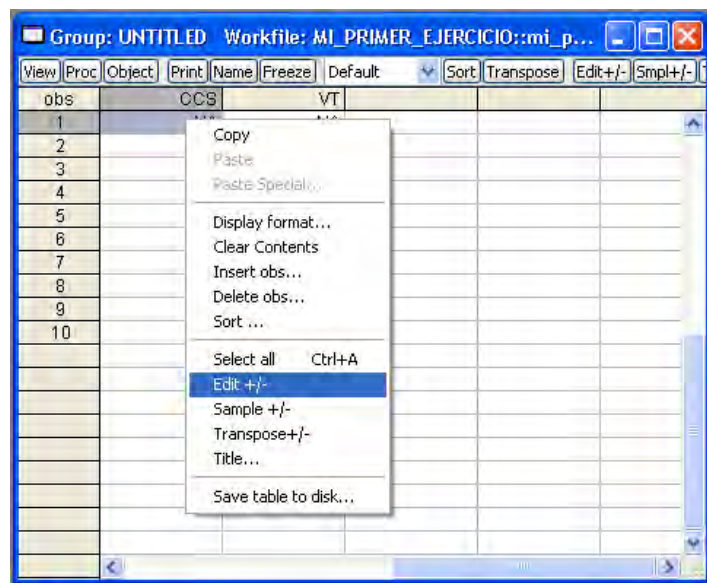 Group: UNTITLED Workfile: MI_PRIMER_EJERCICIO::mi_p...
View Proc Object Print Name Freeze Default Sort Transpose Edit+/- Smpl+/-
obs CCS VT
1
2
3
4
5
6
7
8
9
10
Copy
Paste
Paste Special...
Display format...
Clear Contents
Insert obs...
Delete obs...
Sort ...
Select all Ctrl+A
Edit +/-
Sample +/-
Transpose+/-
Title...
Save table to disk...